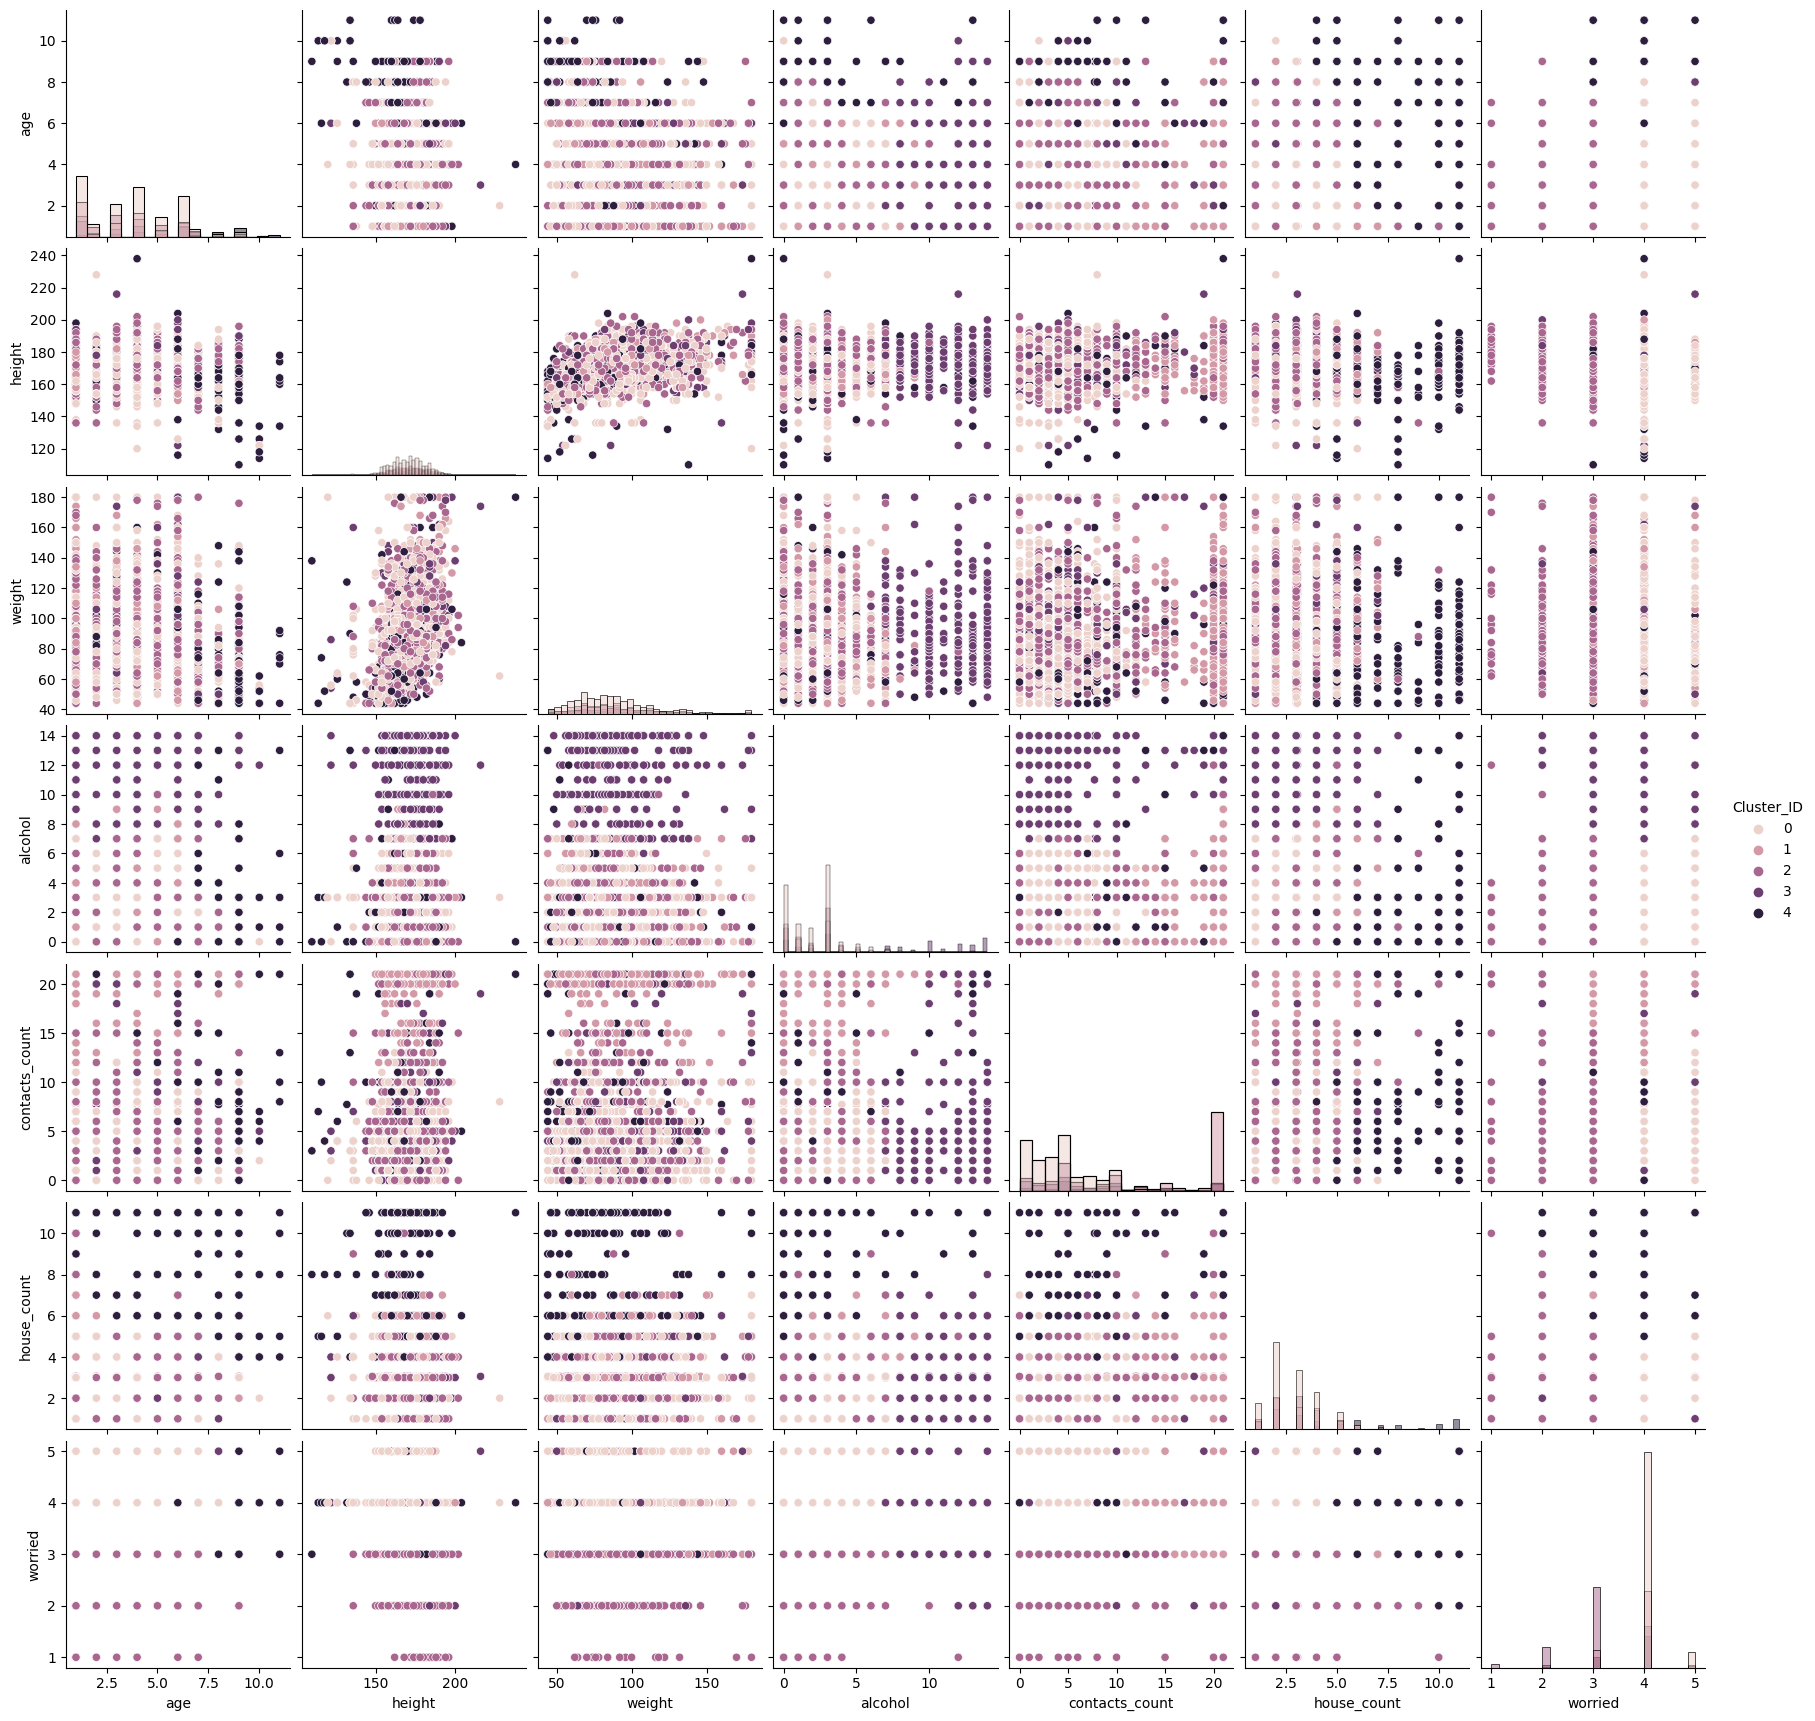 10
8
6
4
2
age
240
220
200
180
160
140
120
height
180
160
140
120
100
80
60
40
weight
14
12
10
8
6
4
2
0
alcohol
Cluster_ID
0
1
2
3
4
20
15
10
5
0
contacts_count
10
8
6
4
2
house_count
5
4
3
2
1
worried
2.5 5.0 7.5 10.0
age
150 200
height
50 100 150
weight
0 5 10
alcohol
0 5 10 15 20
contacts_count
2.5 5.0 7.5 10.0
house_count
1 2 3 4 5
worried